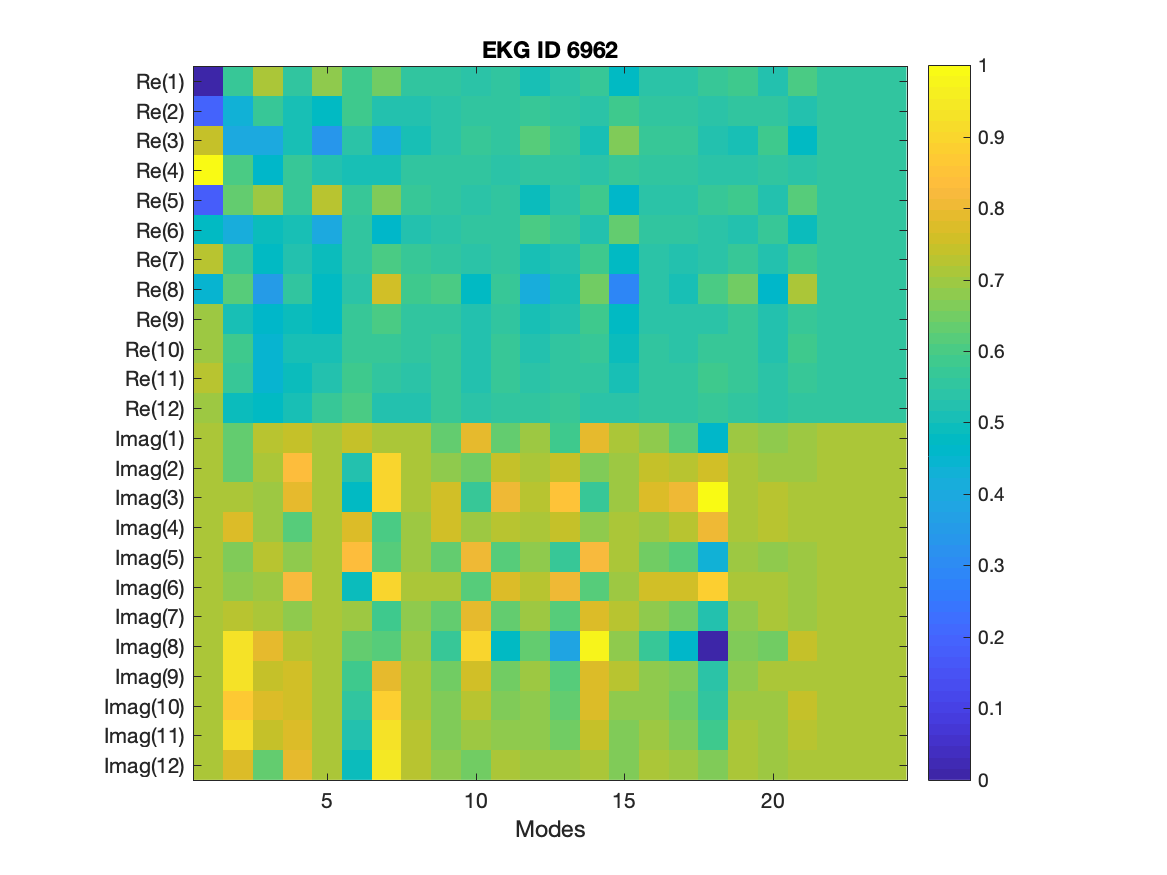 EKG ID 6962
Re(1)
Re(2)
Re(3)
Re(4)
Re(5)
Re(6)
Re(7)
Re(8)
Re(9)
Re(10)
Re(11)
Re(12)
Imag(1)
Imag(2)
Imag(3)
Imag(4)
Imag(5)
Imag(6)
Imag(7)
Imag(8)
Imag(9)
Imag(10)
Imag(11)
Imag(12)
5 10 15 20
Modes
1
0.9
0.8
0.7
0.6
0.5
0.4
0.3
0.2
0.1
0